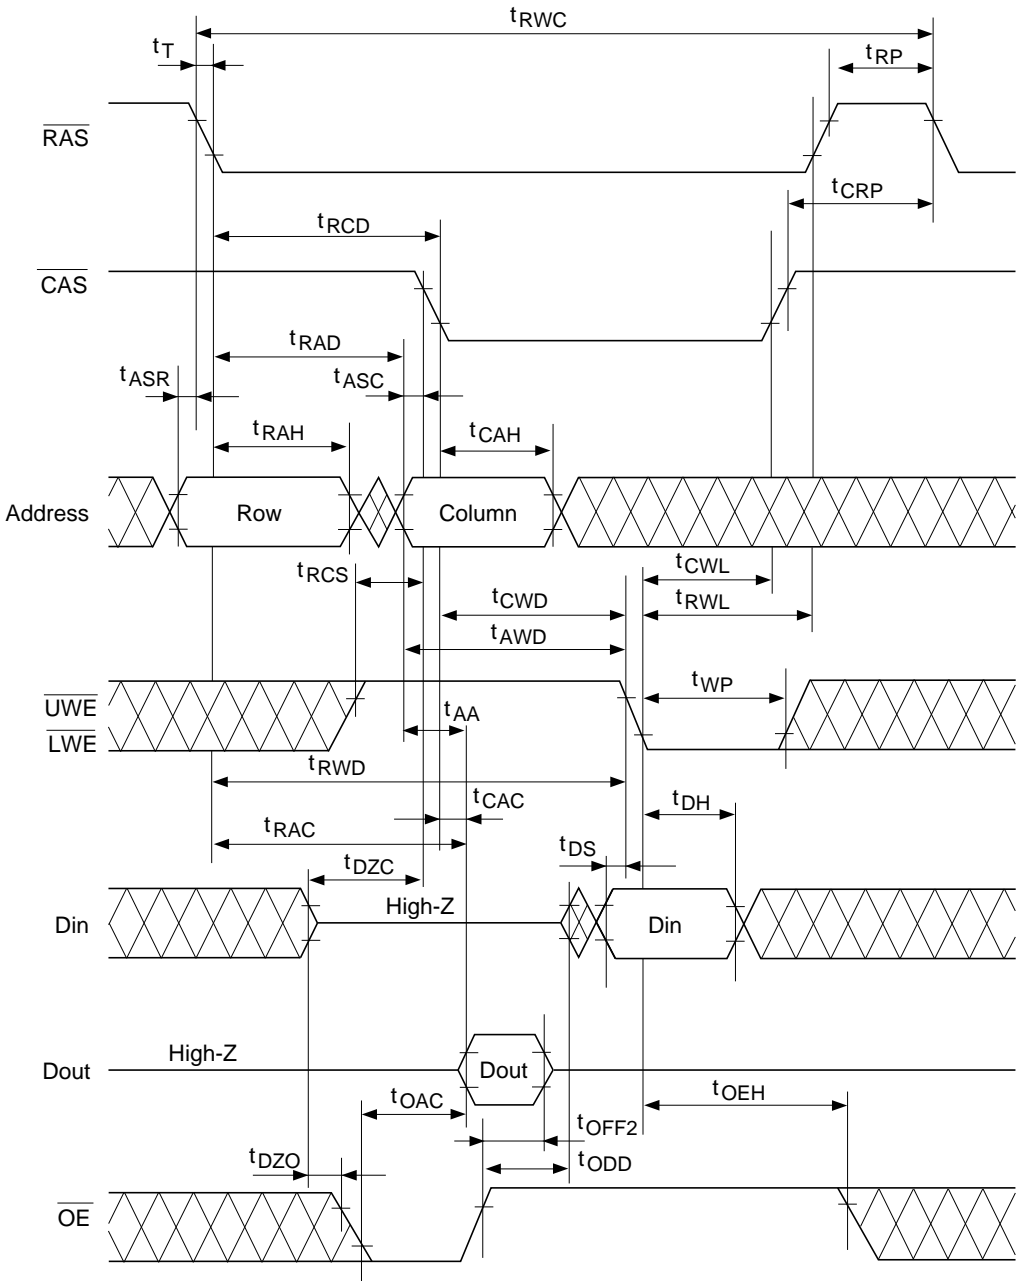 tRWC
tT
tRP
RAS
tCRP
tRCD
CAS
tRAD
tASR
tASC
tRAH
tCAH
Address
Row
Column
tRCS
tCWL
tCWD
tRWL
tAWD
UWE
tWP
tAA
LWE
tRWD
tCAC
tDH
tRAC
tDS
tDZC
High-Z
Din
Din
High-Z
Dout
Dout
tOAC
tOEH
tOFF2
tDZO
tODD
OE